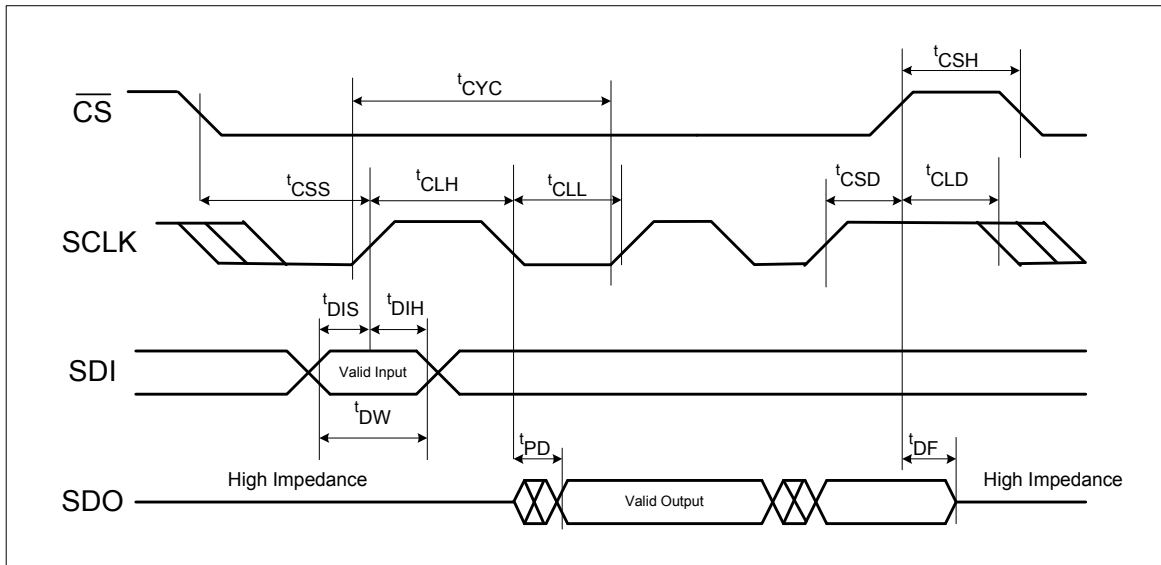 tCSH
tCYC
CS
tCSS
tCLH
tCLL
tCSD
tCLD
SCLK
tDIS
tDIH
SDI
Valid Input
tDW
tPD
tDF
High Impedance
High Impedance
SDO
Valid Output